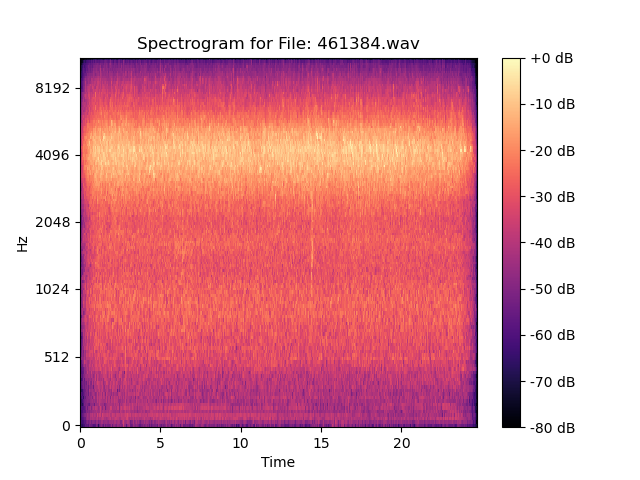 Spectrogram for File: 461384.wav
Hz
8192
4096
2048
1024
512
0
0 5 10 15 20
Time
+0 dB
-10 dB
-20 dB
-30 dB
-40 dB
-50 dB
-60 dB
-70 dB
-80 dB